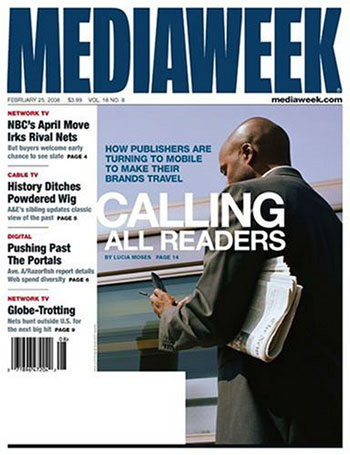 MEDIAWEEK
FEBRUARY 25, 2008 $3.99 VOL. 18 NO. 8 mediaweek.com
NETWORK TV
NBC's April Move
Irks Rival Nets
But buyers welcome early
chance to see slate PAGE 4
CABLE TV
History Ditches
Powdered Wig
A&E's sibling updates classic
view of the past PAGE 5
DIGITAL
Pushing Past
The Portals
Ave. A/Razorfish report details
Web spend diversity PAGE 6
NETWORK TV
Globe-Trotting
Nets hunt outside U.S. for
the next big hit PAGE 9
HOW PUBLISHERS ARE
TURNING TO MOBILE
TO MAKE THEIR
BRANDS TRAVEL
CALLING
ALL READERS
BY LUCIA MOSES PAGE 14